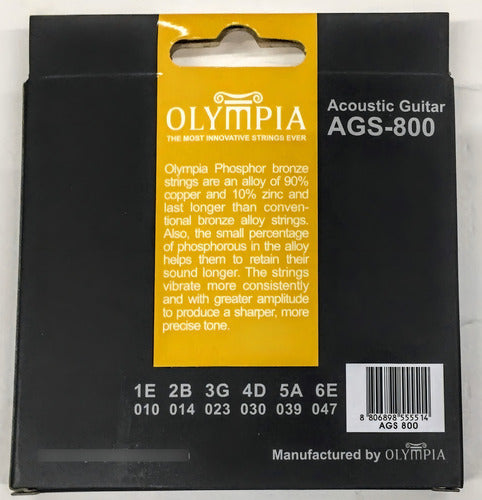 OLYMPIA
THE MOST INNOVATIVE STRINGS EVER
Acoustic Guitar
AGS-800
Olympia Phosphor bronze
strings are an alloy of 90%
copper and 10% zinc and
last longer than conven-
tional bronze alloy strings.
Also, the small percentage
of phosphorous in the alloy
helps them to retain their
sound longer. The strings
vibrate more consistently
and with greater amplitude
to produce a sharper, more
precise tone.
1E 2B 3G 4D 5A 6E
010 014 023 030 039 047
8 806898 555514
AGS 800
Manufactured by OLYMPIA